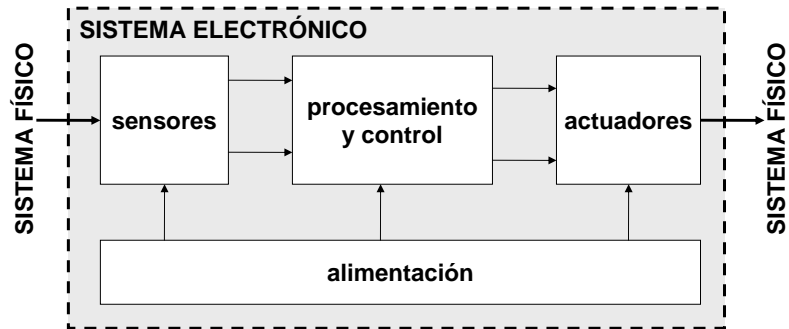 SISTEMA ELECTRÓNICO
SISTEMA FÍSICO
sensores
procesamiento
y control
actuadores
SISTEMA FÍSICO
alimentación